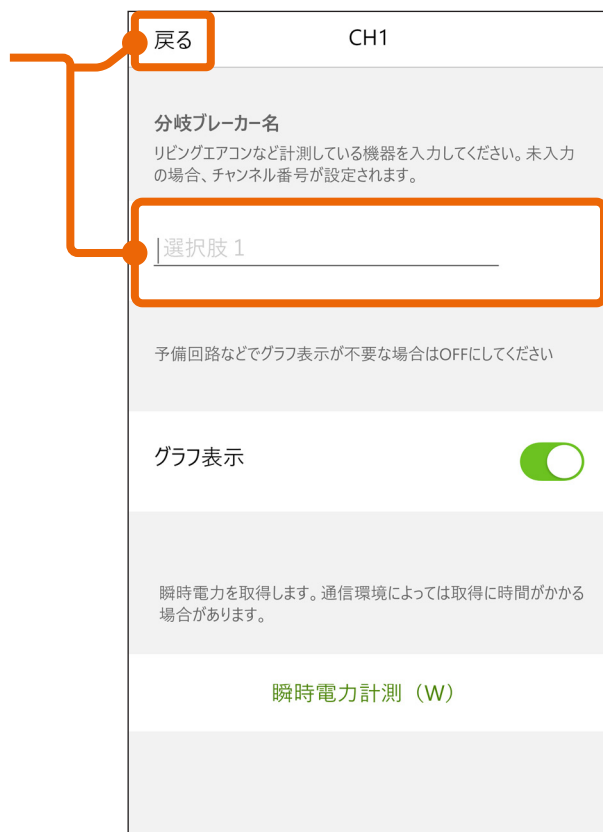 戻る CH1
分岐ブレーカー名
リビングエアコンなど計測している機器を入力してください。未入力
の場合、チャンネル番号が設定されます。
選択肢 1
予備回路などでグラフ表示が不要な場合はOFFにしてください
グラフ表示
瞬時電力を取得します。通信環境によっては取得に時間がかかる
場合があります。
瞬時電力計測（W）